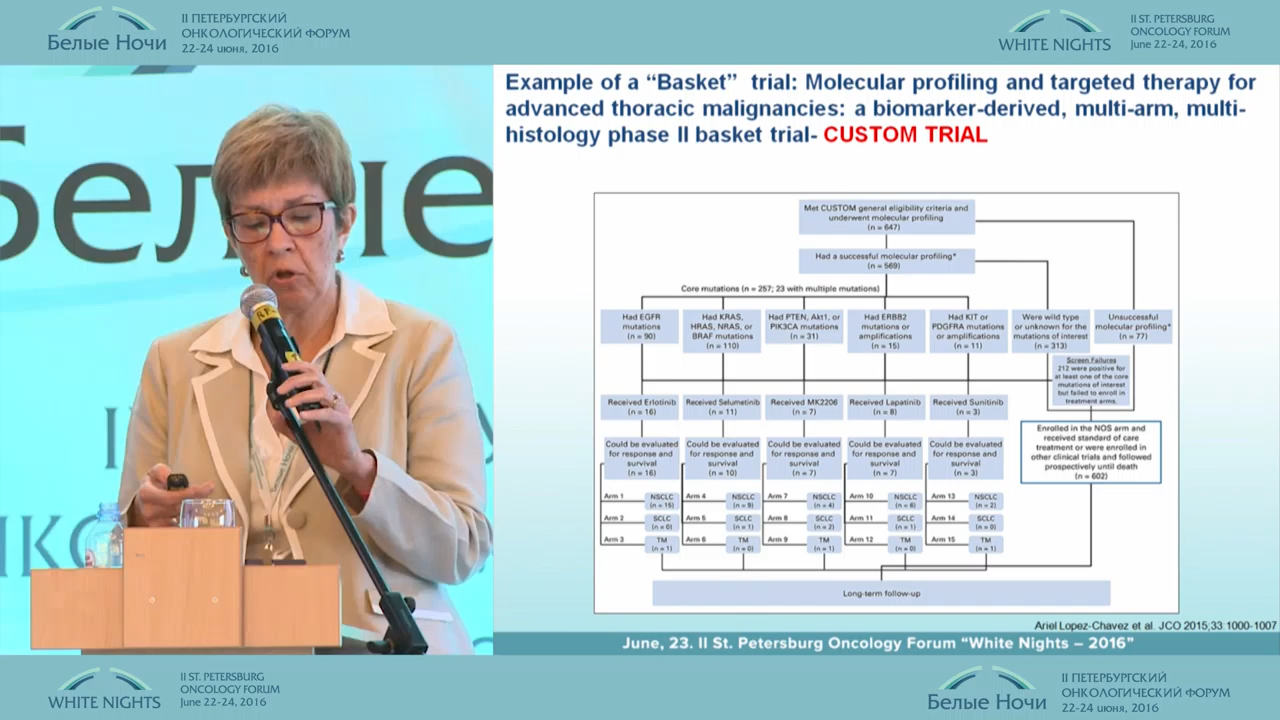 II ПЕТЕРБУРГСКИЙ
ОНКОЛОГИЧЕСКИЙ ФОРУМ
22-24 июня, 2016
Белые Ночи
II ST. PETERSBURG
ONCOLOGY FORUM
June 22-24, 2016
WHITE NIGHTS
Белые
Example of a “Basket” trial: Molecular profiling and targeted therapy for
advanced thoracic malignancies: a biomarker-derived, multi-arm, multi-
histology phase II basket trial- CUSTOM TRIAL
Met CUSTOM general eligibility criteria and
underwent molecular profiling
(n = 647)
Had a successful molecular profiling*
(n = 569)
Core mutations (n = 257; 23 with multiple mutations)
Had EGFR
mutations
(n = 90)
Had KRAS,
HRAS, NRAS, or
BRAF mutations
(n = 110)
Had PTEN, Akt1, or
PIK3CA mutations
(n = 31)
Had ERBB2
mutations or
amplifications
(n = 15)
Had KIT or
PDGFRA mutations
or amplifications
(n = 11)
Were wild type
or unknown for the
mutations of interest
(n = 313)
Unsuccessful
molecular profiling*
(n = 77)
Screen Failures
212 were positive for
at least one of the core
mutations of interest
but failed to enroll in
treatment arms.
Received Erlotinib
(n = 16)
Received Selumetinib
(n = 11)
Received MK2206
(n = 7)
Received Lapatinib
(n = 8)
Received Sunitinib
(n = 3)
Could be evaluated
for response and
survival
(n = 16)
Could be evaluated
for response and
survival
(n = 10)
Could be evaluated
for response and
survival
(n = 7)
Could be evaluated
for response and
survival
(n = 7)
Could be evaluated
for response and
survival
(n = 3)
Enrolled in the NOS arm and
received standard of care
treatment or were enrolled in
other clinical trials and followed
prospectively until death
(n = 602)
Arm 1 NSCLC
(n = 15)
Arm 2 SCLC
(n = 0)
Arm 3 TM
(n = 1)
Arm 4 NSCLC
(n = 9)
Arm 5 SCLC
(n = 1)
Arm 6 TM
(n = 0)
Arm 7 NSCLC
(n = 4)
Arm 8 SCLC
(n = 2)
Arm 9 TM
(n = 1)
Arm 10 NSCLC
(n = 6)
Arm 11 SCLC
(n = 1)
Arm 12 TM
(n = 0)
Arm 13 NSCLC
(n = 2)
Arm 14 SCLC
(n = 0)
Arm 15 TM
(n = 1)
Long-term follow-up
Ariel Lopez-Chavez et al. JCO 2015;33:1000-1007
June, 23. II St. Petersburg Oncology Forum “White Nights – 2016”
WHITE NIGHTS
II ST. PETERSBURG
ONCOLOGY FORUM
June 22-24, 2016
Белые Ночи
II ПЕТЕРБУРГСКИЙ
ОНКОЛОГИЧЕСКИЙ ФОРУМ
22-24 июня, 2016